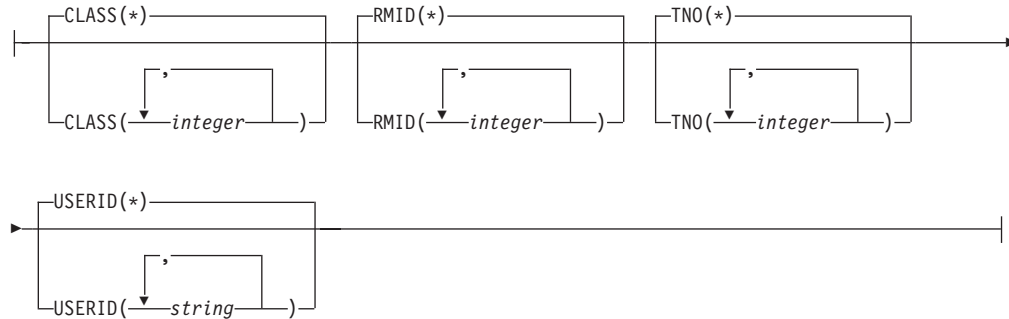 CLASS(*) RMID(*) TNO(*)
, , ,
CLASS( integer ) RMID( integer ) TNO( integer )
USERID(*)
,
USERID( string )